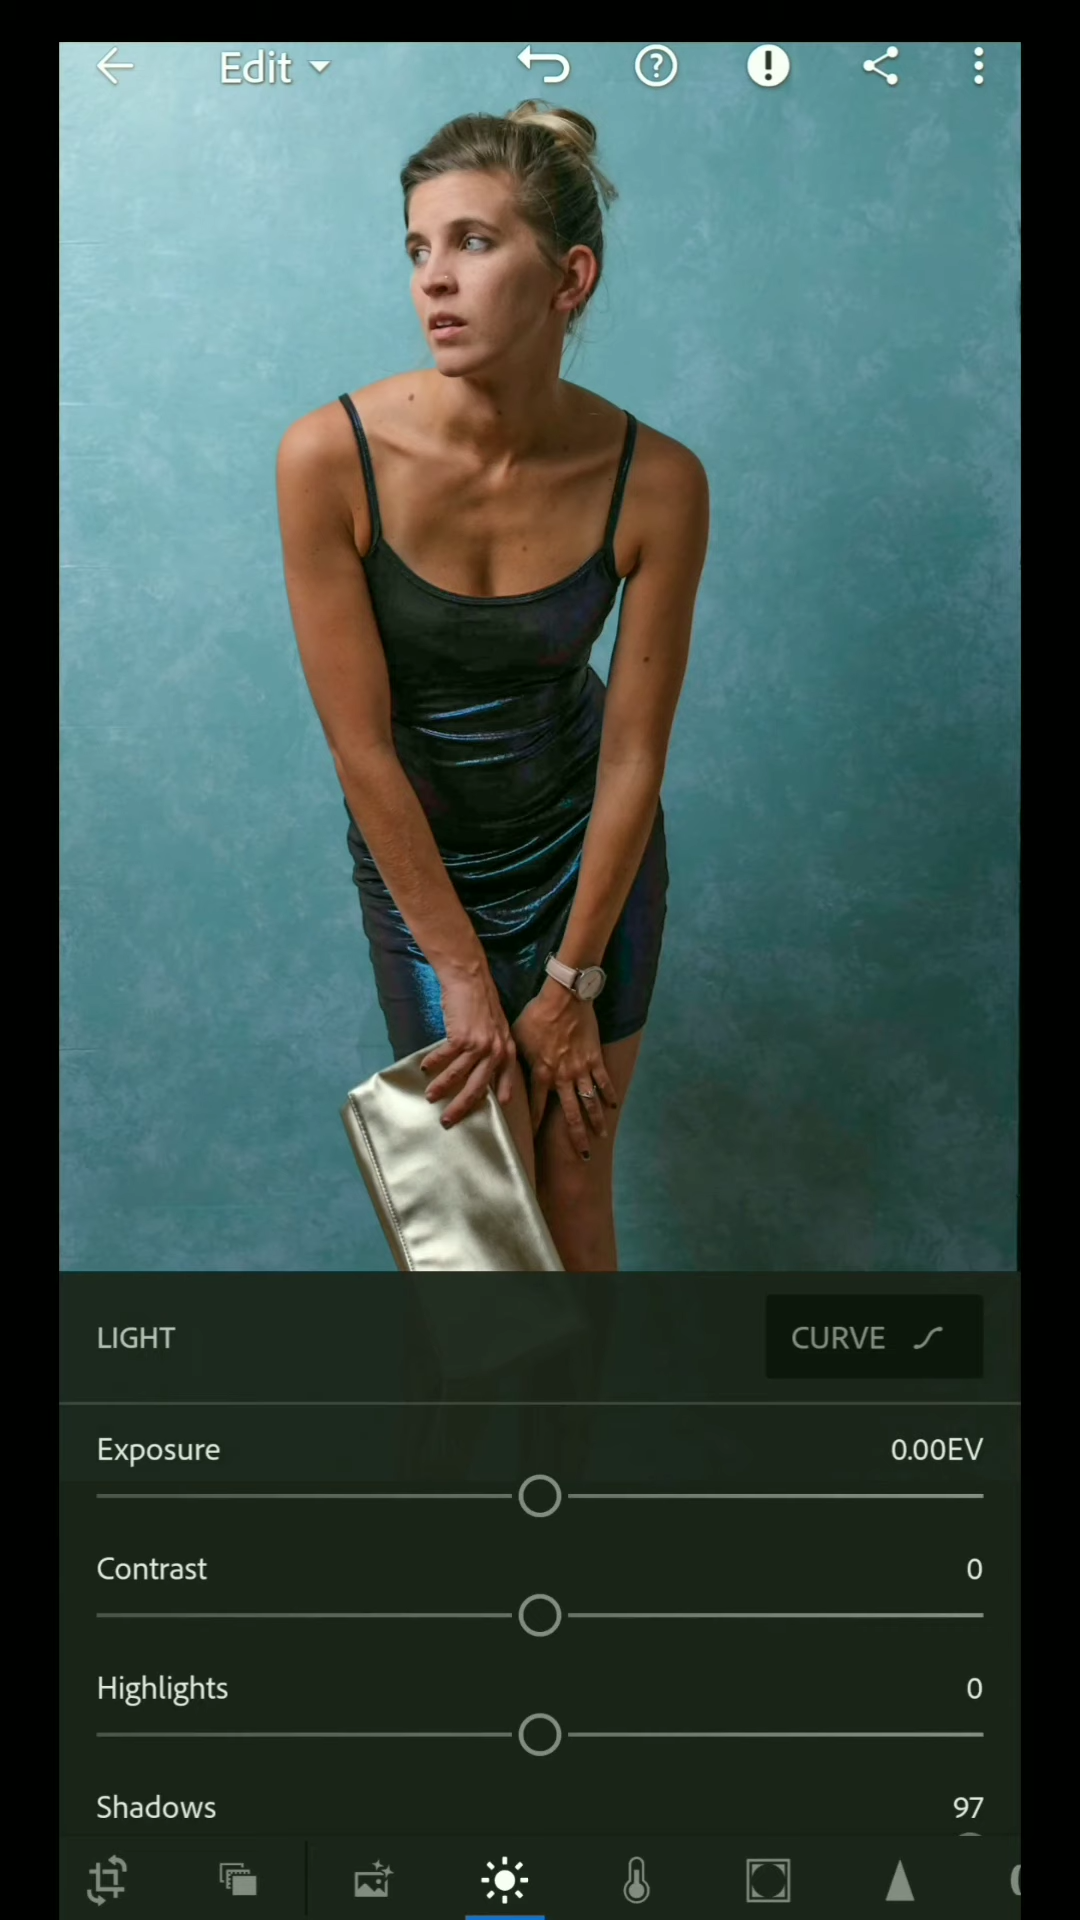 Edit
LIGHT
CURVE
Exposure 0.00EV
Contrast 0
Highlights 0
Shadows 97